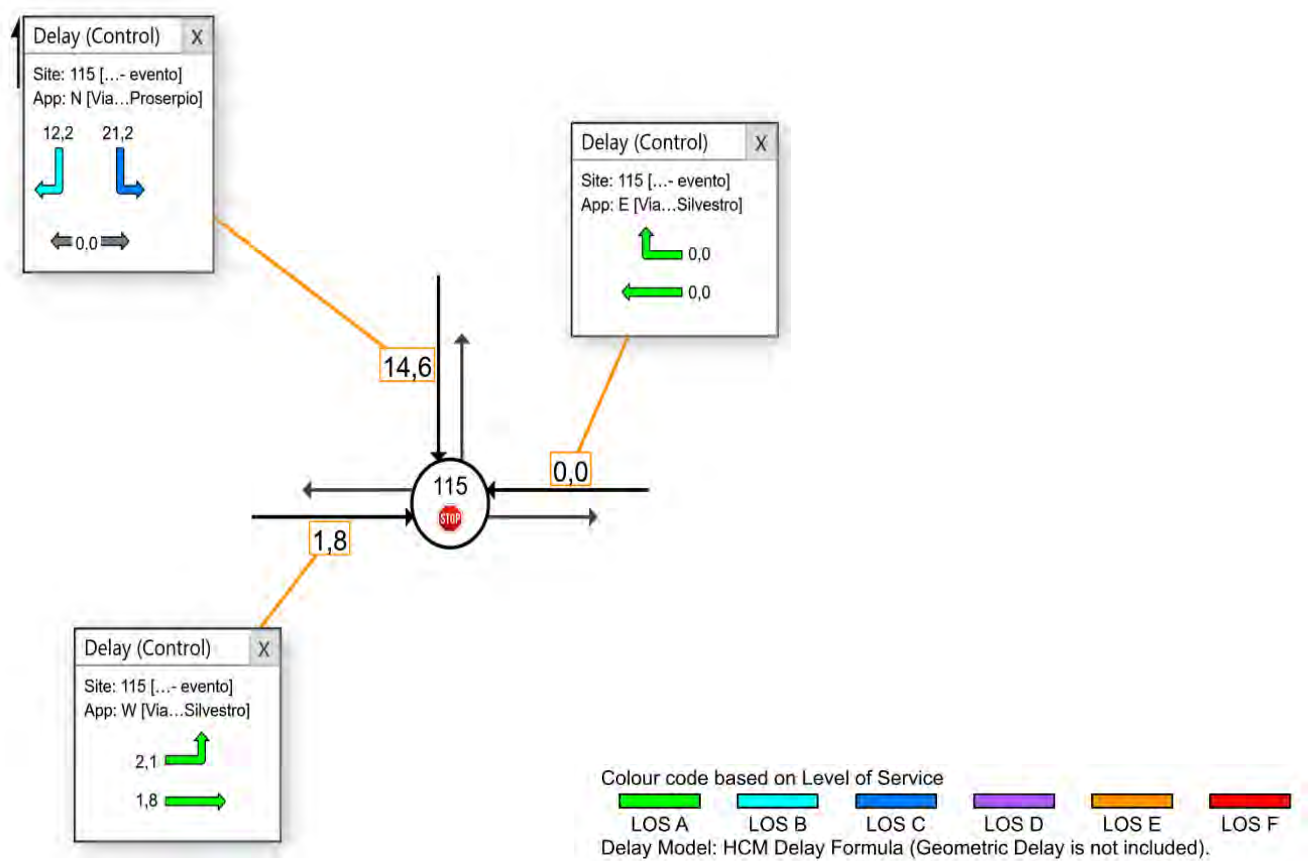 Delay (Control) X
Site: 115 [...- evento]
App: N [Via...Proserpio]
12,2 21,2
0,0
Delay (Control) X
Site: 115 [...- evento]
App: E [Via...Silvestro]
0,0
0,0
14,6
0,0
115
STOP
1,8
Delay (Control) X
Site: 115 [...- evento]
App: W [Via...Silvestro]
2,1
1,8
Colour code based on Level of Service
LOS A LOS B LOS C LOS D LOS E LOS F
Delay Model: HCM Delay Formula (Geometric Delay is not included).